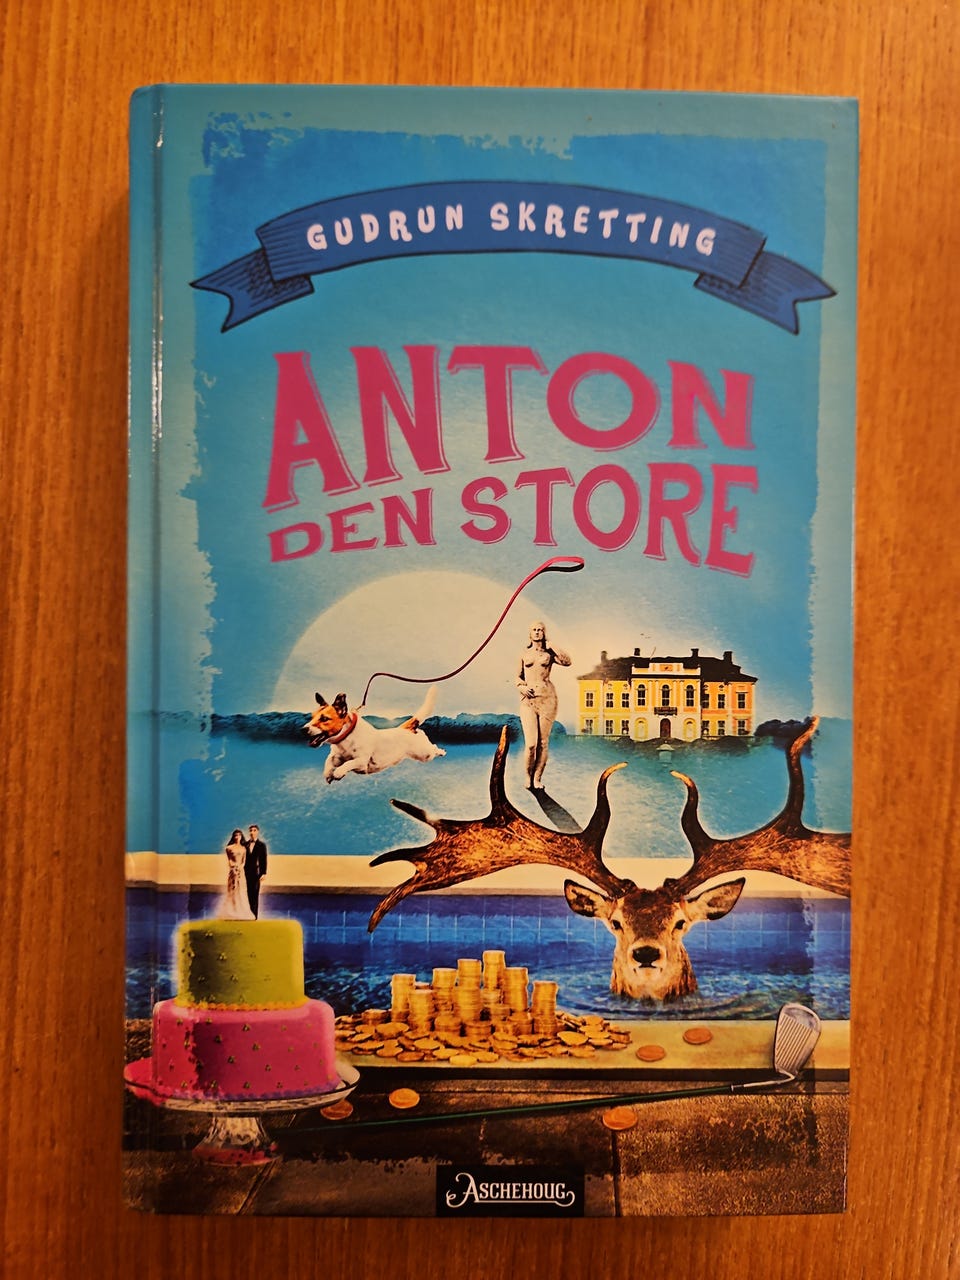 GUDRUN SKRETTING
ANTON
DEN STORE
ASCHEHOUG